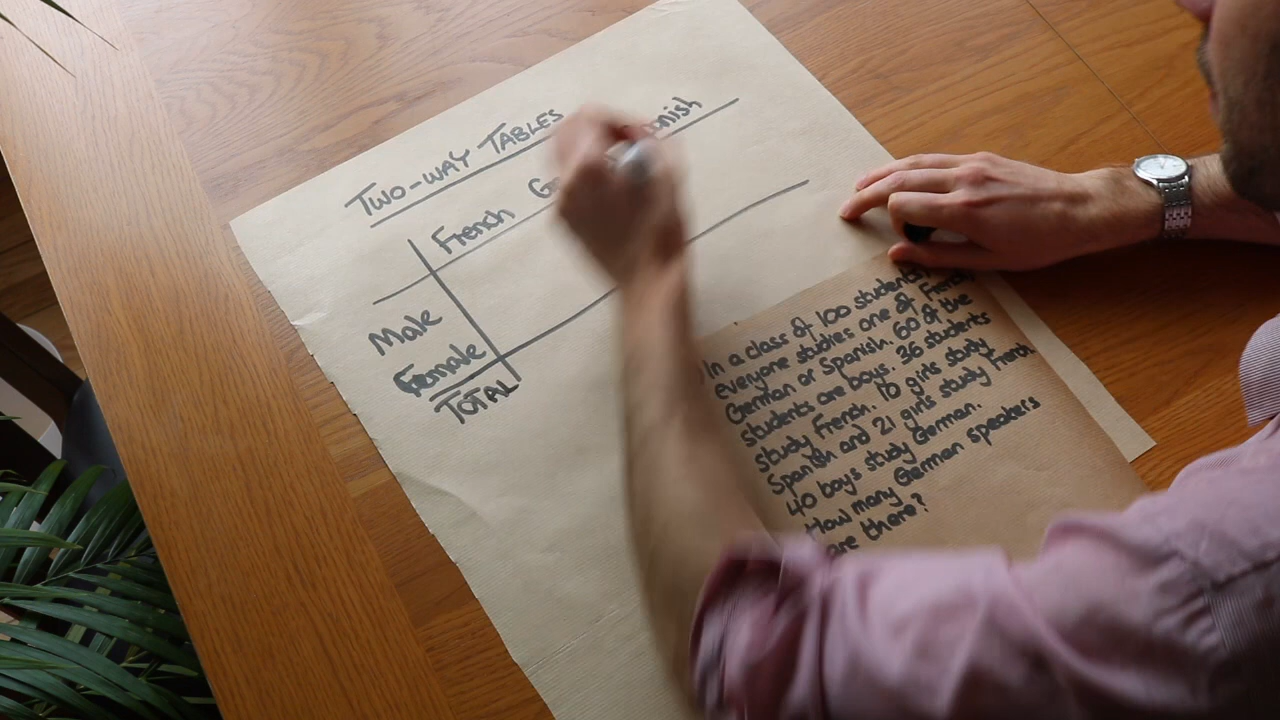 TWO-WAY TABLES
French
Male
Female
TOTAL
In a class of 100 students,
everyone studies one of French,
German or Spanish. 60 of the
students are boys. 36 students
study French. 10 girls study
Spanish and 21 girls study French.
40 boys study German.
How many German speakers
are there?